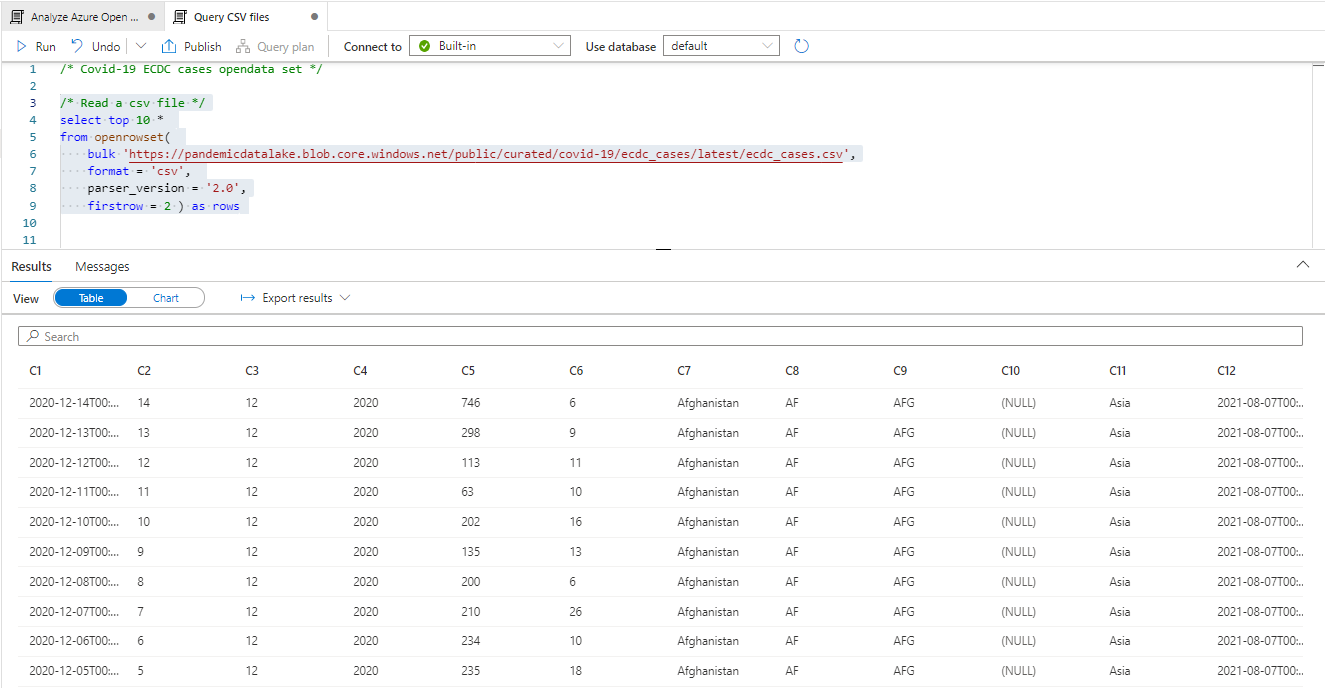 Analyze Azure Open ... Query CSV files
Run Undo Publish Query plan Connect to Built-in Use database default
1 /* Covid-19 ECDC cases opendata set */
2
3 /* Read a csv file */
4 select top 10 *
5 from openrowset(
6 bulk 'https://pandemicdatalake.blob.core.windows.net/public/curated/covid-19/ecdc_cases/latest/ecdc_cases.csv',
7 format = 'csv',
8 parser_version = '2.0',
9 firstrow = 2 ) as rows
10
11
Results Messages
View Table Chart Export results
Search
C1 C2 C3 C4 C5 C6 C7 C8 C9 C10 C11 C12
2020-12-14T00:... 14 12 2020 746 6 Afghanistan AF AFG (NULL) Asia 2021-08-07T00:..
2020-12-13T00:... 13 12 2020 298 9 Afghanistan AF AFG (NULL) Asia 2021-08-07T00:..
2020-12-12T00:... 12 12 2020 113 11 Afghanistan AF AFG (NULL) Asia 2021-08-07T00:..
2020-12-11T00:... 11 12 2020 63 10 Afghanistan AF AFG (NULL) Asia 2021-08-07T00:..
2020-12-10T00:... 10 12 2020 202 16 Afghanistan AF AFG (NULL) Asia 2021-08-07T00:..
2020-12-09T00:... 9 12 2020 135 13 Afghanistan AF AFG (NULL) Asia 2021-08-07T00:..
2020-12-08T00:... 8 12 2020 200 6 Afghanistan AF AFG (NULL) Asia 2021-08-07T00:..
2020-12-07T00:... 7 12 2020 210 26 Afghanistan AF AFG (NULL) Asia 2021-08-07T00:..
2020-12-06T00:... 6 12 2020 234 10 Afghanistan AF AFG (NULL) Asia 2021-08-07T00:..
2020-12-05T00:... 5 12 2020 235 18 Afghanistan AF AFG (NULL) Asia 2021-08-07T00:..